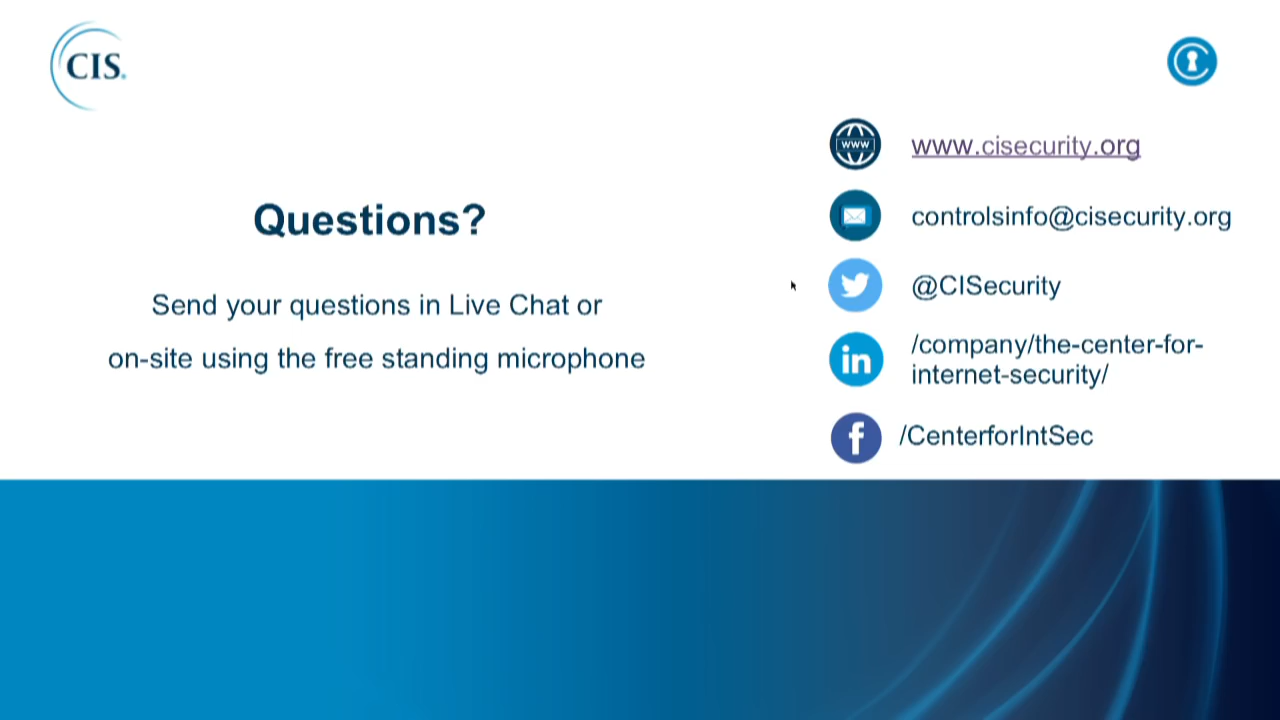 CIS.
Questions?
Send your questions in Live Chat or
on-site using the free standing microphone
www
www.cisecurity.org
controlsinfo@cisecurity.org
@CISecurity
in
/company/the-center-for-
internet-security/
f
/CenterforIntSec